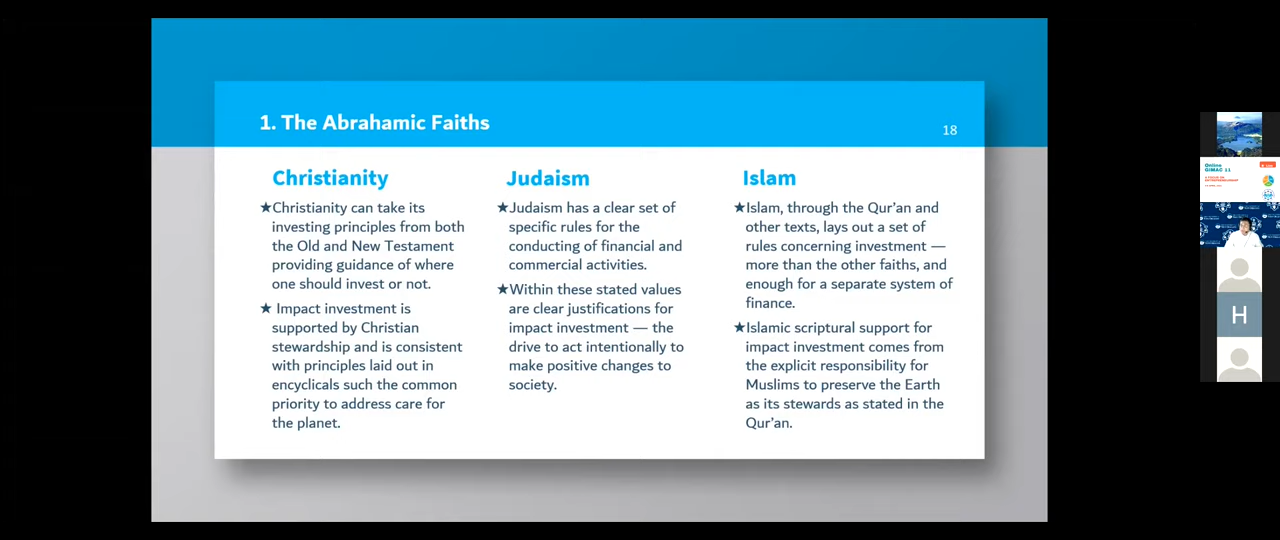 1. The Abrahamic Faiths
18
Christianity
★Christianity can take its
investing principles from both
the Old and New Testament
providing guidance of where
one should invest or not.
★ Impact investment is
supported by Christian
stewardship and is consistent
with principles laid out in
encyclicals such the common
priority to address care for
the planet.
Judaism
★Judaism has a clear set of
specific rules for the
conducting of financial and
commercial activities.
★Within these stated values
are clear justifications for
impact investment — the
drive to act intentionally to
make positive changes to
society.
Islam
★Islam, through the Qur’an and
other texts, lays out a set of
rules concerning investment —
more than the other faiths, and
enough for a separate system of
finance.
★Islamic scriptural support for
impact investment comes from
the explicit responsibility for
Muslims to preserve the Earth
as its stewards as stated in the
Qur’an.
Online
GIMAC 11
H